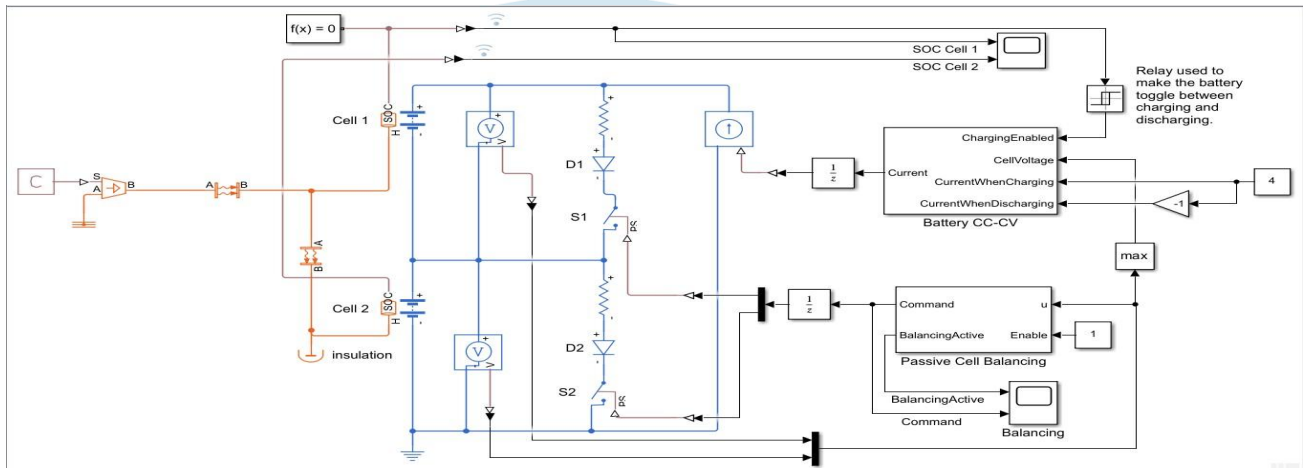 f(x) = 0
SOC Cell 1
SOC Cell 2
Relay used to
make the battery
toggle between
charging and
discharging.
Cell 1
SOC
H
+
-
V
V
+
-
D1
S1
PS
ChargingEnabled
CellVoltage
Current
CurrentWhenCharging
CurrentWhenDischarging
Battery CC-CV
1
z
4
-1
C
S
A
B
A
B
A
B
max
Cell 2
SOC
H
+
-
insulation
V
V
+
-
D2
S2
PS
1
z
Command
u
BalancingActive
Enable
1
Passive Cell Balancing
BalancingActive
Command
Balancing